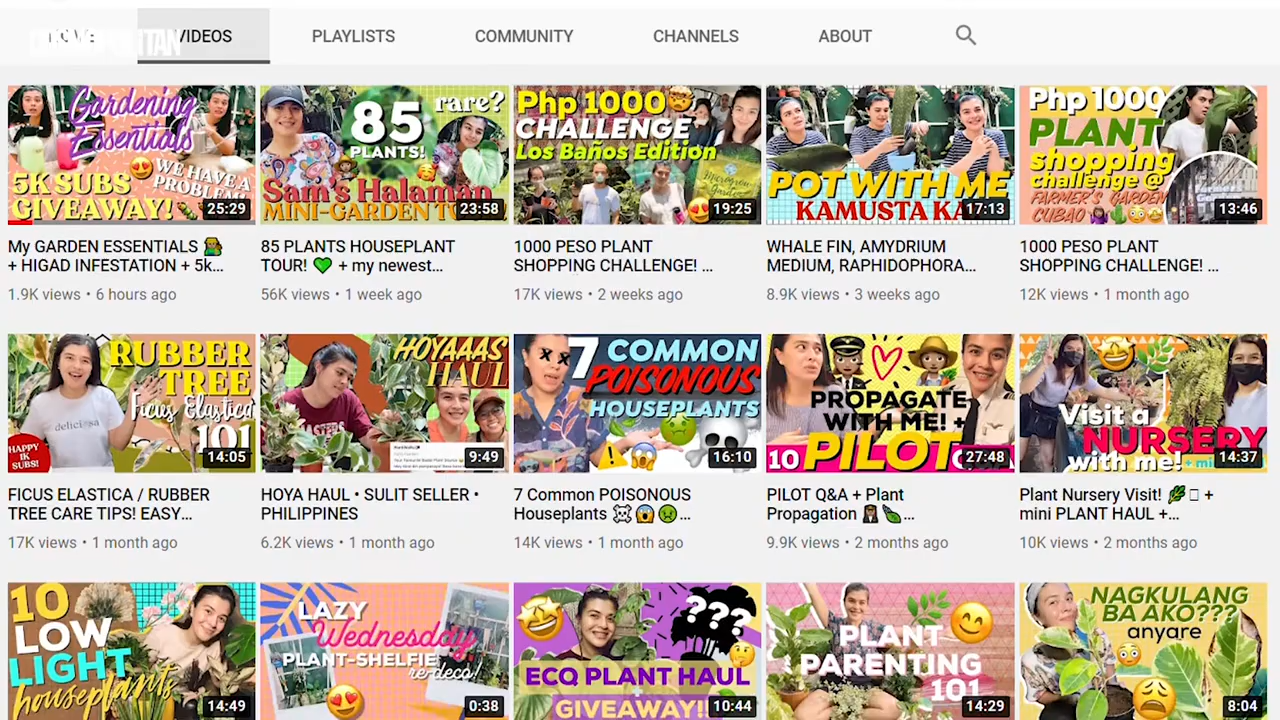 VIDEOS
PLAYLISTS
COMMUNITY
CHANNELS
ABOUT
Gardening
Essentials
5K SUBS
GIVEAWAY!
WE HAVE A
PROBLEM!
25:29
85
PLANTS!
rare?
Sam's Halaman
MINI-GARDEN
23:58
Php 1000
CHALLENGE
Los Baños Edition
19:25
POT WITH ME
KAMUSTA
17:13
Php 1000
PLANT
shopping
challenge @
FARMER'S GARDEN
CUBAO
13:46
My GARDEN ESSENTIALS 👩‍🌾
+ HIGAD INFESTATION + 5k...
1.9K views • 6 hours ago
85 PLANTS HOUSEPLANT
TOUR! 💚 + my newest...
56K views • 1 week ago
1000 PESO PLANT
SHOPPING CHALLENGE! ...
17K views • 2 weeks ago
WHALE FIN, AMYDRIUM
MEDIUM, RAPHIDOPHORA...
8.9K views • 3 weeks ago
1000 PESO PLANT
SHOPPING CHALLENGE! ...
12K views • 1 month ago
RUBBER
TREE
Ficus Elastica
101
deliciosa
HAPPY
1K
SUBS!
14:05
HOYAAAS
HAUL
9:49
7 COMMON
POISONOUS
HOUSEPLANTS
16:10
PROPAGATE
WITH ME! +
10 PILOT
27:48
Visit a
NURSERY
with me!
14:37
FICUS ELASTICA / RUBBER
TREE CARE TIPS! EASY...
17K views • 1 month ago
HOYA HAUL • SULIT SELLER •
PHILIPPINES
6.2K views • 1 month ago
7 Common POISONOUS
Houseplants ☠️😱🤢...
14K views • 1 month ago
PILOT Q&A + Plant
Propagation 👩🏽‍✈️🍃...
9.9K views • 2 months ago
Plant Nursery Visit! 🌿 +
mini PLANT HAUL +...
10K views • 2 months ago
10
LOW
LIGHT
houseplants
14:49
LAZY
Wednesday
PLANT-SHELFIE
re-deco!
0:38
???
ECQ PLANT HAUL
+
GIVEAWAY!!
10:44
PLANT
PARENTING
101
14:29
NAGKULANG
BA AKO???
anyare
8:04